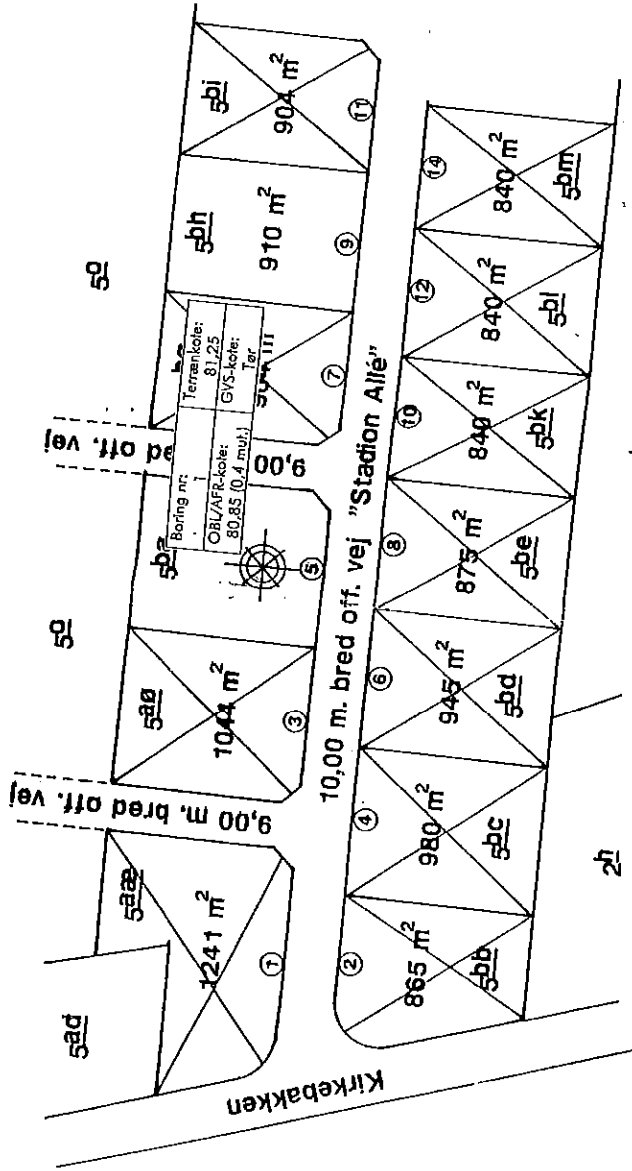 5o
5o
5ad
5aæ
1241 m²
1
9,00 m. bred off. vej
5aø
1044 m²
3
5
9,00
bred off. vej
Boring nr:
Terrænkote:
81,25
OBL/AFR-kote:
80,85 (0,4 mut.)
GVS-kote:
Tør
7
5bh
910 m²
9
5bi
904 m²
11
10,00 m. bred off. vej "Stadion Allé"
Kirkebakken
2
865 m²
5bb
4
980 m²
5bc
6
945 m²
5bd
8
875 m²
5be
10
840 m²
5bk
12
840 m²
5bl
14
840 m²
5bm
2h